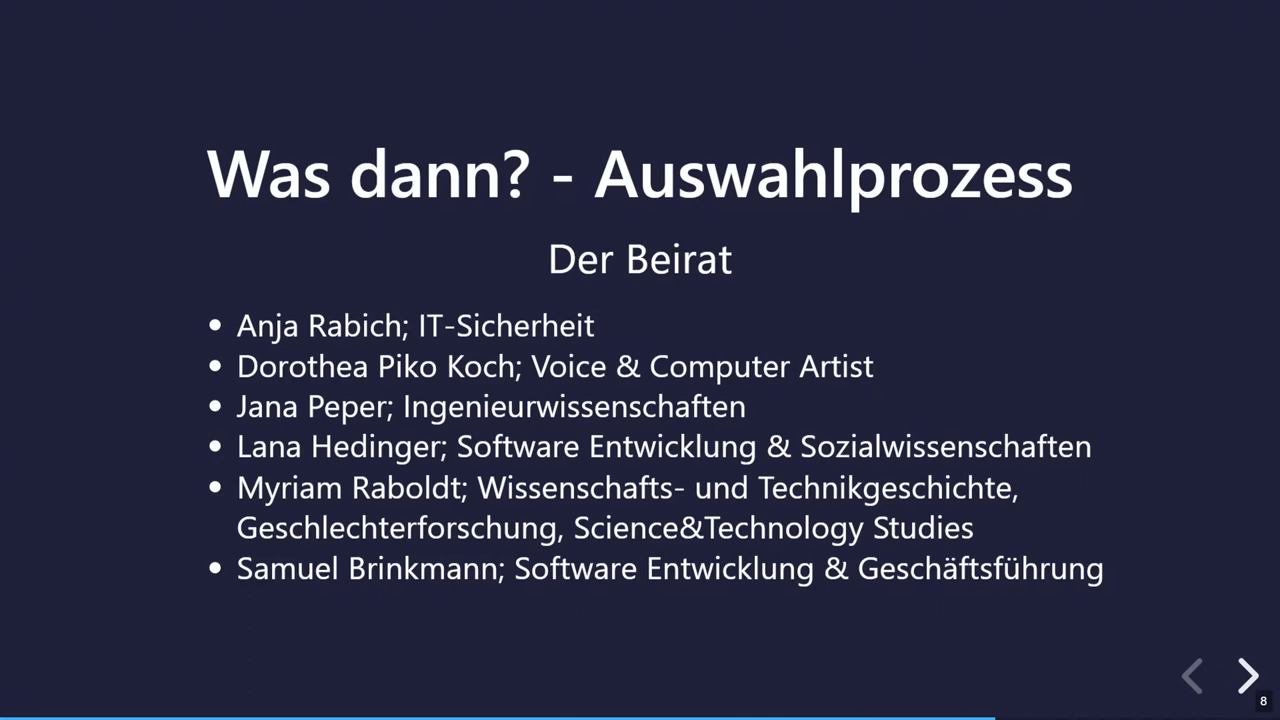 Was dann? - Auswahlprozess
Der Beirat
• Anja Rabich; IT-Sicherheit
• Dorothea Piko Koch; Voice & Computer Artist
• Jana Peper; Ingenieurwissenschaften
• Lana Hedinger; Software Entwicklung & Sozialwissenschaften
• Myriam Raboldt; Wissenschafts- und Technikgeschichte,
Geschlechterforschung, Science&Technology Studies
• Samuel Brinkmann; Software Entwicklung & Geschäftsführung
8